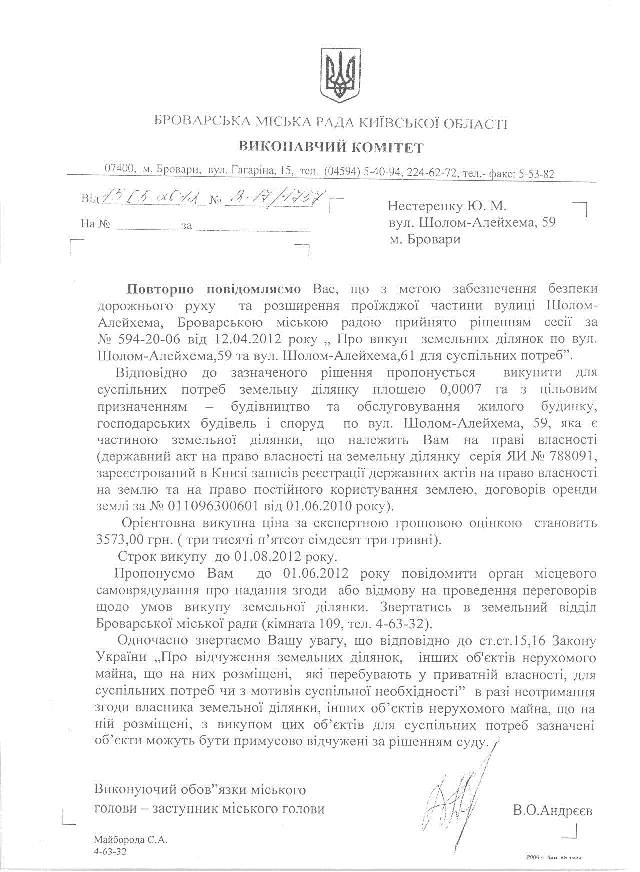 БРОВАРСЬКА МІСЬКА РАДА КИЇВСЬКОЇ ОБЛАСТІ
ВИКОНАВЧИЙ КОМІТЕТ
07400, м. Бровари, вул. Гагаріна, 15, тел. (04594) 5-40-94, 224-62-72, тел.- факс: 5-53-82
Від 15.05.2012 № 2-17/1757
На № за
Нестеренку Ю. М.
вул. Шолом-Алейхема, 59
м. Бровари
Повторно повідомляємо Вас, що з метою забезпечення безпеки
дорожнього руху та розширення проїжджої частини вулиці Шолом-
Алейхема, Броварською міською радою прийнято рішенням сесії за
№ 594-20-06 від 12.04.2012 року „ Про викуп земельних ділянок по вул.
Шолом-Алейхема,59 та вул. Шолом-Алейхема,61 для суспільних потреб”.
Відповідно до зазначеного рішення пропонується викупити для
суспільних потреб земельну ділянку площею 0,0007 га з цільовим
призначенням – будівництво та обслуговування жилого будинку,
господарських будівель і споруд по вул. Шолом-Алейхема, 59, яка є
частиною земельної ділянки, що належить Вам на праві власності
(державний акт на право власності на земельну ділянку серія ЯИ № 788091,
зареєстрований в Книзі записів реєстрації державних актів на право власності
на землю та на право постійного користування землею, договорів оренди
землі за № 011096300601 від 01.06.2010 року).
Орієнтовна викупна ціна за експертною грошовою оцінкою становить
3573,00 грн. ( три тисячі п’ятсот сімдесят три гривні).
Строк викупу до 01.08.2012 року.
Пропонуємо Вам до 01.06.2012 року повідомити орган місцевого
самоврядування про надання згоди або відмову на проведення переговорів
щодо умов викупу земельної ділянки. Звертатись в земельний відділ
Броварської міської ради (кімната 109, тел. 4-63-32).
Одночасно звертаємо Вашу увагу, що відповідно до ст.ст.15,16 Закону
України „Про відчуження земельних ділянок, інших об'єктів нерухомого
майна, що на них розміщені, які перебувають у приватній власності, для
суспільних потреб чи з мотивів суспільної необхідності” в разі неотримання
згоди власника земельної ділянки, інших об’єктів нерухомого майна, що на
ній розміщені, з викупом цих об’єктів для суспільних потреб зазначені
об’єкти можуть бути примусово відчужені за рішенням суду.
Виконуючий обов”язки міського
голови – заступник міського голови
В.О.Андрєєв
Майборода С.А.
4-63-32